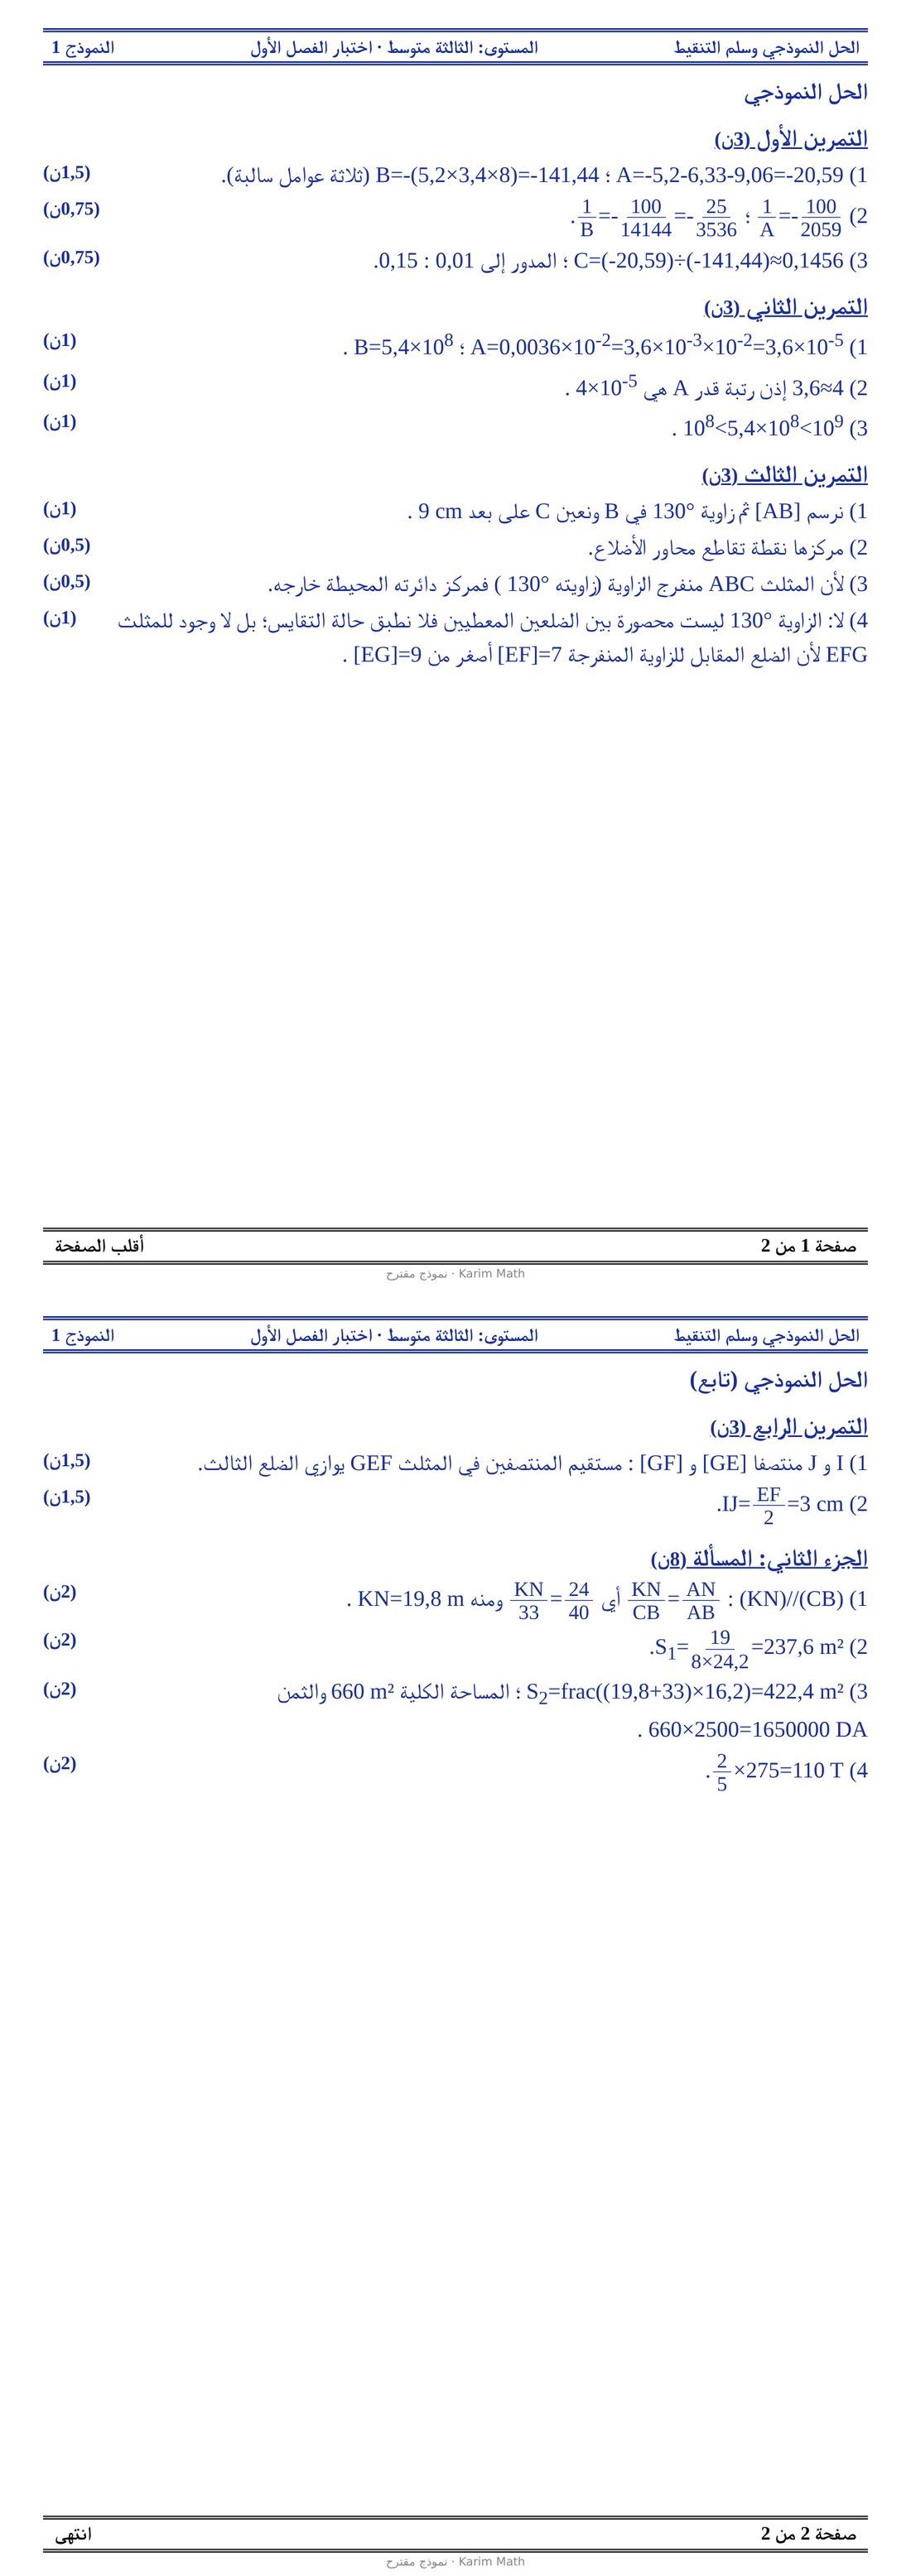 الحل النموذجي وسلم التنقيط المستوى: الثالثة متوسط · اختبار الفصل الأول النموذج 1
الحل النموذجي
التمرين الأول (3ن)
1) A=-5,2-6,33-9,06=-20,59 ؛ B=-(5,2×3,4×8)=-141,44 (ثلاثة عوامل سالبة). (1,5ن)
2) 1/A=-100/2059 ؛ 1/B=-100/14144=-25/3536. (0,75ن)
3) C=(-20,59)÷(-141,44)≈0,1456 ؛ المدور إلى 0,01 : 0,15. (0,75ن)
التمرين الثاني (3ن)
1) A=0,0036×10^-2=3,6×10^-3×10^-2=3,6×10^-5 ؛ B=5,4×10^8 . (1ن)
2) 3,6≈4 إذن رتبة قدر A هي 4×10^-5 . (1ن)
3) 10^8<5,4×10^8<10^9 . (1ن)
التمرين الثالث (3ن)
1) نرسم [AB] ثم زاوية 130° في B ونعين C على بعد 9 cm . (1ن)
2) مركزها نقطة تقاطع محاور الأضلاع. (0,5ن)
3) لأن المثلث ABC منفرج الزاوية (زاويته 130° ) فمركز دائرته المحيطة خارجه. (0,5ن)
4) لا: الزاوية 130° ليست محصورة بين الضلعين المعطيين فلا نطبق حالة التقايس؛ بل لا وجود للمثلث (1ن)
EFG لأن الضلع المقابل للزاوية المنفرجة [EF]=7 أصغر من [EG]=9 .
صفحة 1 من 2 أقلب الصفحة
Karim Math · نموذج مقترح
الحل النموذجي وسلم التنقيط المستوى: الثالثة متوسط · اختبار الفصل الأول النموذج 1
الحل النموذجي (تابع)
التمرين الرابع (3ن)
1) I و J منتصفا [GE] و [GF] : مستقيم المنتصفين في المثلث GEF يوازي الضلع الثالث. (1,5ن)
2) IJ=EF/2=3 cm. (1,5ن)
الجزء الثاني: المسألة (8ن)
1) (KN)//(CB) : KN/CB=AN/AB أي KN/33=24/40 ومنه KN=19,8 m . (2ن)
2) S₁=19/8×24,2=237,6 m². (2ن)
3) S₂=frac((19,8+33)×16,2)=422,4 m² ؛ المساحة الكلية 660 m² والثمن (2ن)
660×2500=1650000 DA .
4) 2/5×275=110 T. (2ن)
صفحة 2 من 2 انتهى
Karim Math · نموذج مقترح